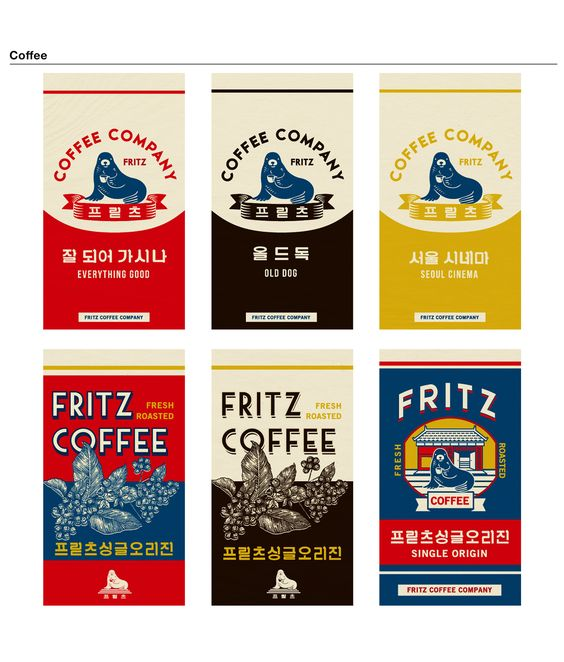 Coffee
COFFEE COMPANY
FRITZ
프릳츠
잘 되어 가시나
EVERYTHING GOOD
FRITZ COFFEE COMPANY
COFFEE COMPANY
FRITZ
프릳츠
올드독
OLD DOG
FRITZ COFFEE COMPANY
COFFEE COMPANY
FRITZ
프릳츠
서울 시네마
SEOUL CINEMA
FRITZ COFFEE COMPANY
FRITZ
FRESH
ROASTED
COFFEE
프릳츠싱글오리진
프릳츠
FRITZ
FRESH
ROASTED
COFFEE
프릳츠싱글오리진
프릳츠
FRITZ
FRESH
ROASTED
COFFEE
프릳츠싱글오리진
SINGLE ORIGIN
FRITZ COFFEE COMPANY